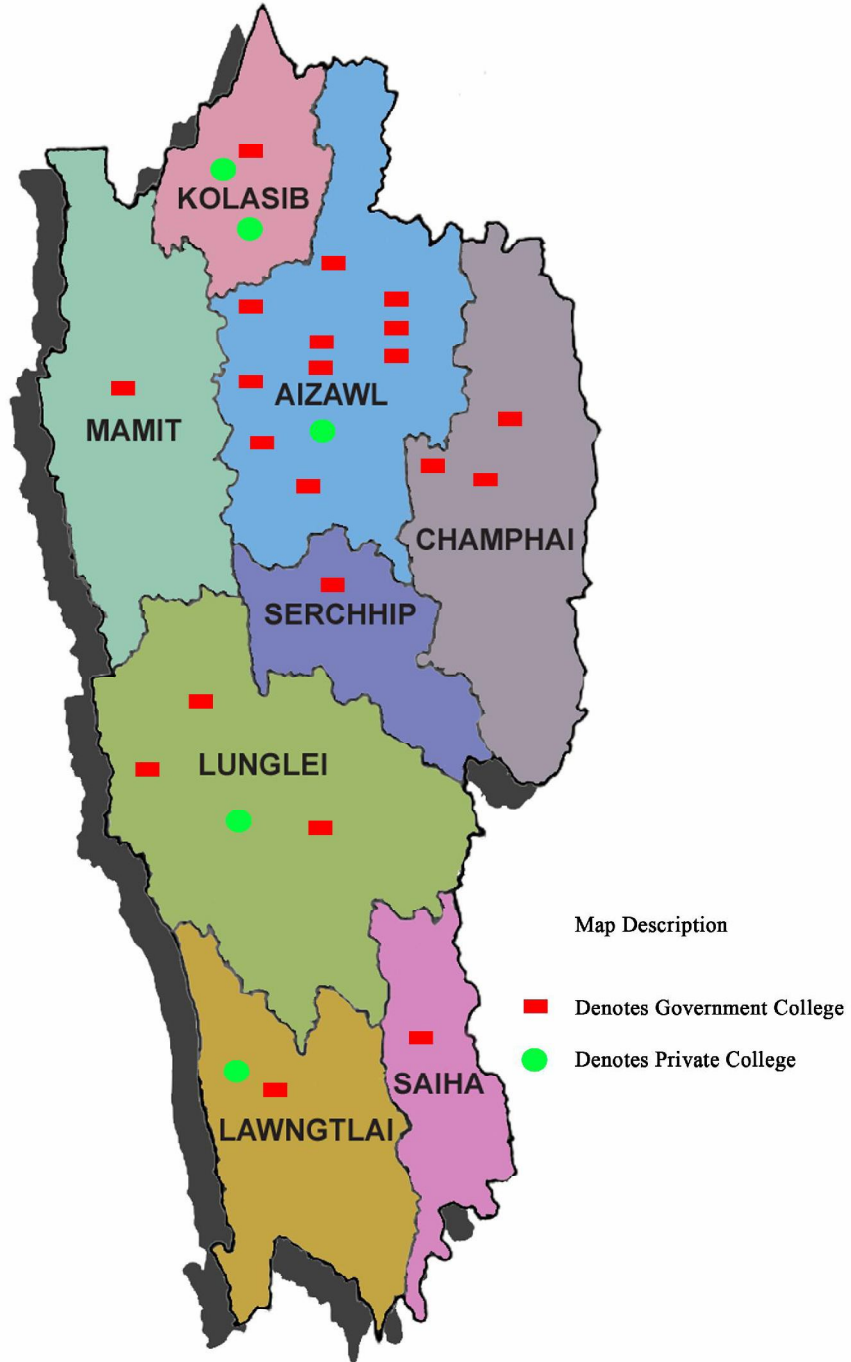 KOLASIB
AIZAWL
MAMIT
CHAMPHAI
SERCHHIP
LUNGLEI
Map Description
Denotes Government College
Denotes Private College
SAIHA
LAWNGTLAI